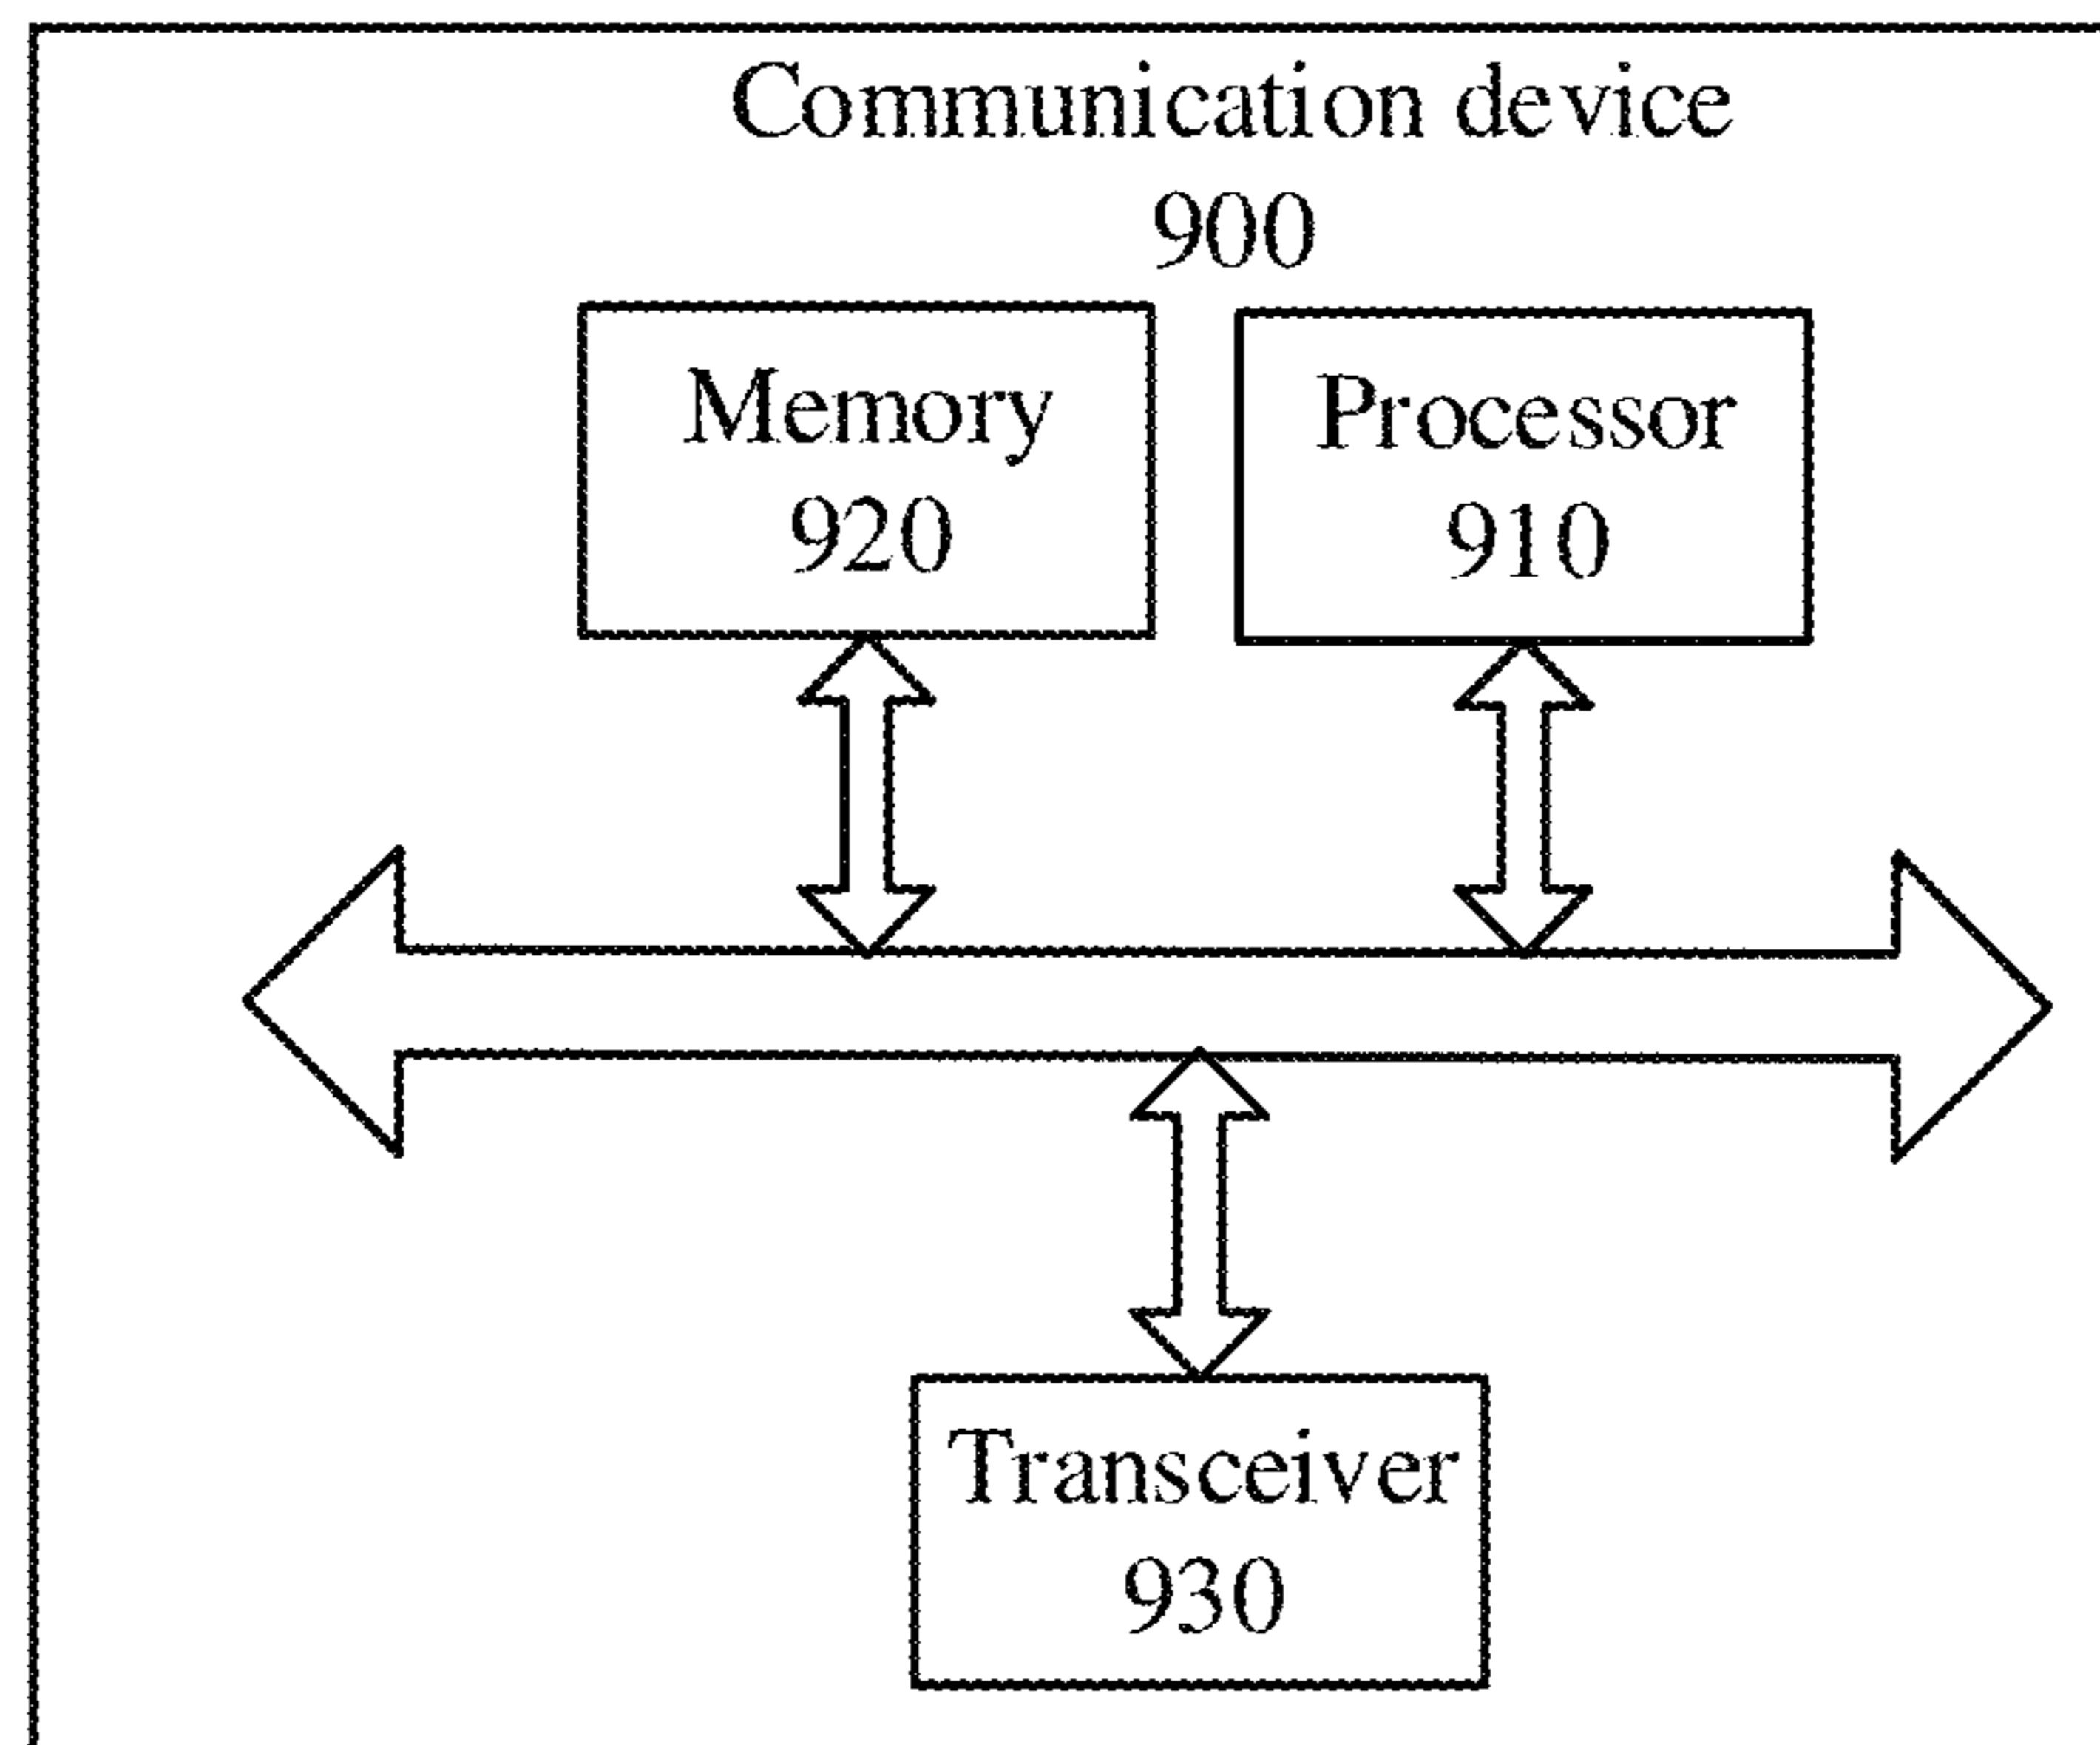 Communication device
900
Memory
920
Processor
910
Transceiver
930